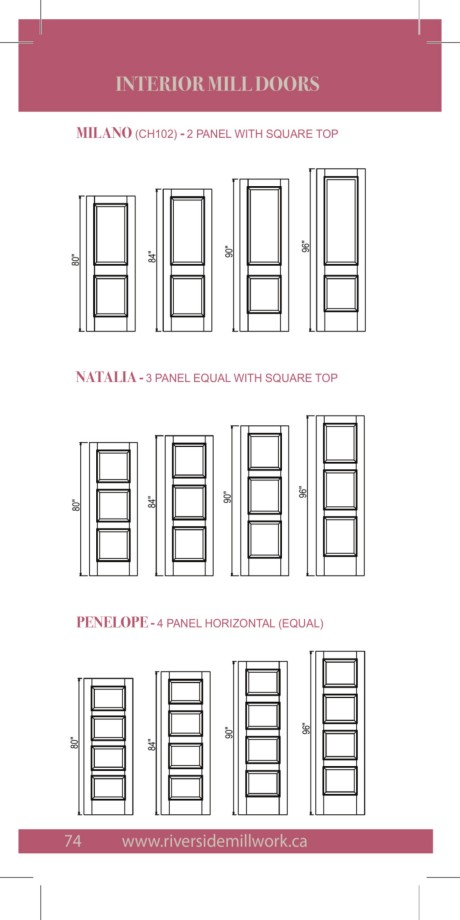 INTERIOR MILL DOORS
MILANO (CH102) - 2 PANEL WITH SQUARE TOP
80"
84"
90"
96"
NATALIA - 3 PANEL EQUAL WITH SQUARE TOP
80"
84"
90"
96"
PENELOPE - 4 PANEL HORIZONTAL (EQUAL)
80"
84"
90"
96"
74 www.riversidemillwork.ca